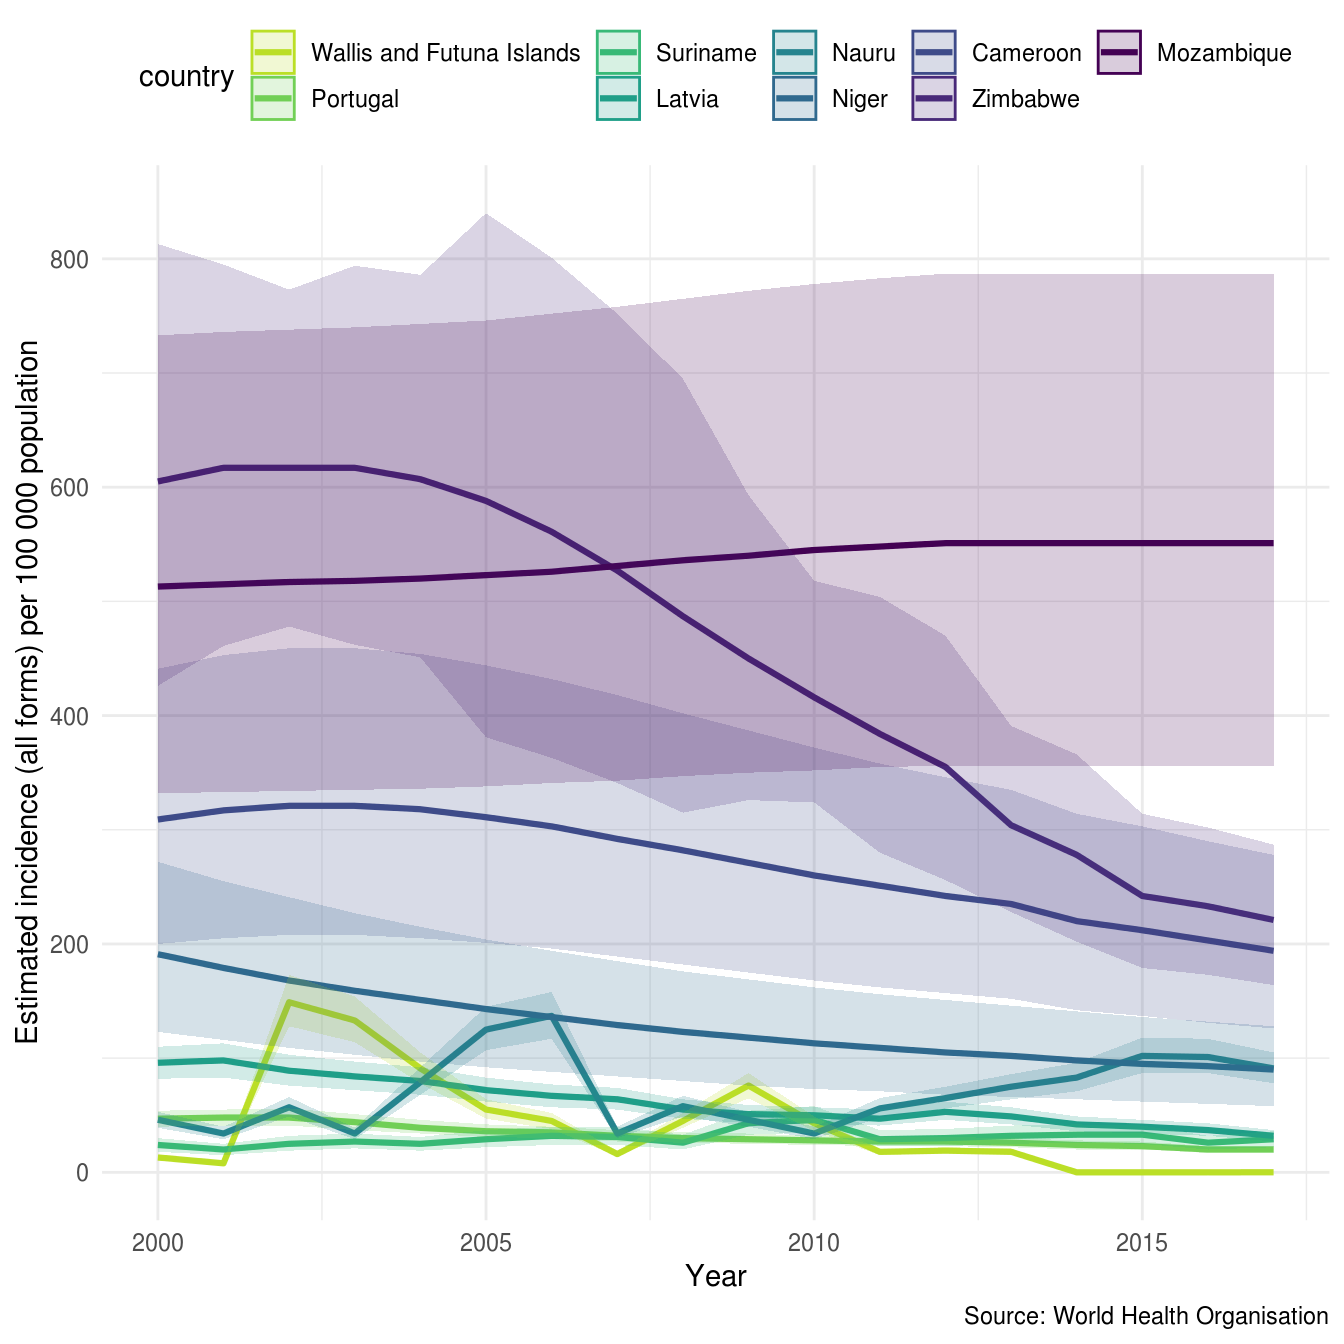 country
Wallis and Futuna Islands
Suriname
Nauru
Cameroon
Mozambique
Portugal
Latvia
Niger
Zimbabwe
Estimated incidence (all forms) per 100 000 population
800
600
400
200
0
2000
2005
2010
2015
Year
Source: World Health Organisation